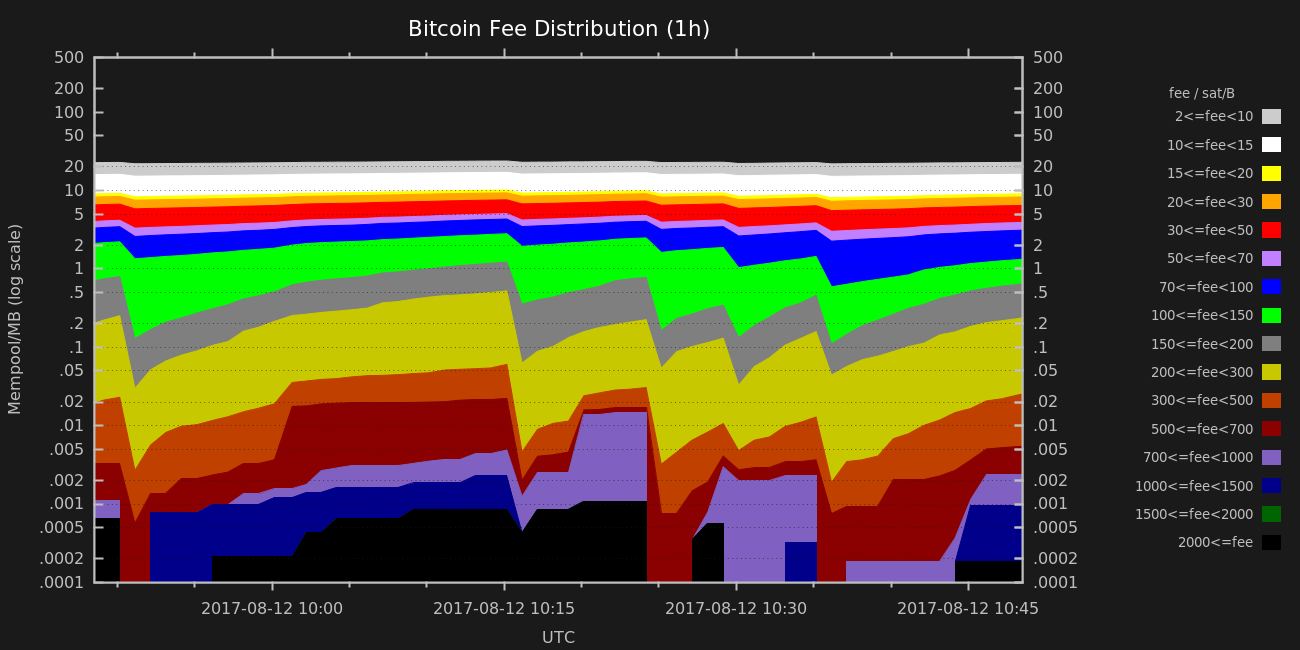 Bitcoin Fee Distribution (1h)
500 500
200 200
100 100
50 50
20 20
10 10
5 5
2 2
1 1
.5 .5
.2 .2
.1 .1
.05 .05
.02 .02
.01 .01
.005 .005
.002 .002
.001 .001
.0005 .0005
.0002 .0002
.0001 .0001
Mempool/MB (log scale)
2017-08-12 10:00 2017-08-12 10:15 2017-08-12 10:30 2017-08-12 10:45
UTC
fee / sat/B
2<=fee<10
10<=fee<15
15<=fee<20
20<=fee<30
30<=fee<50
50<=fee<70
70<=fee<100
100<=fee<150
150<=fee<200
200<=fee<300
300<=fee<500
500<=fee<700
700<=fee<1000
1000<=fee<1500
1500<=fee<2000
2000<=fee